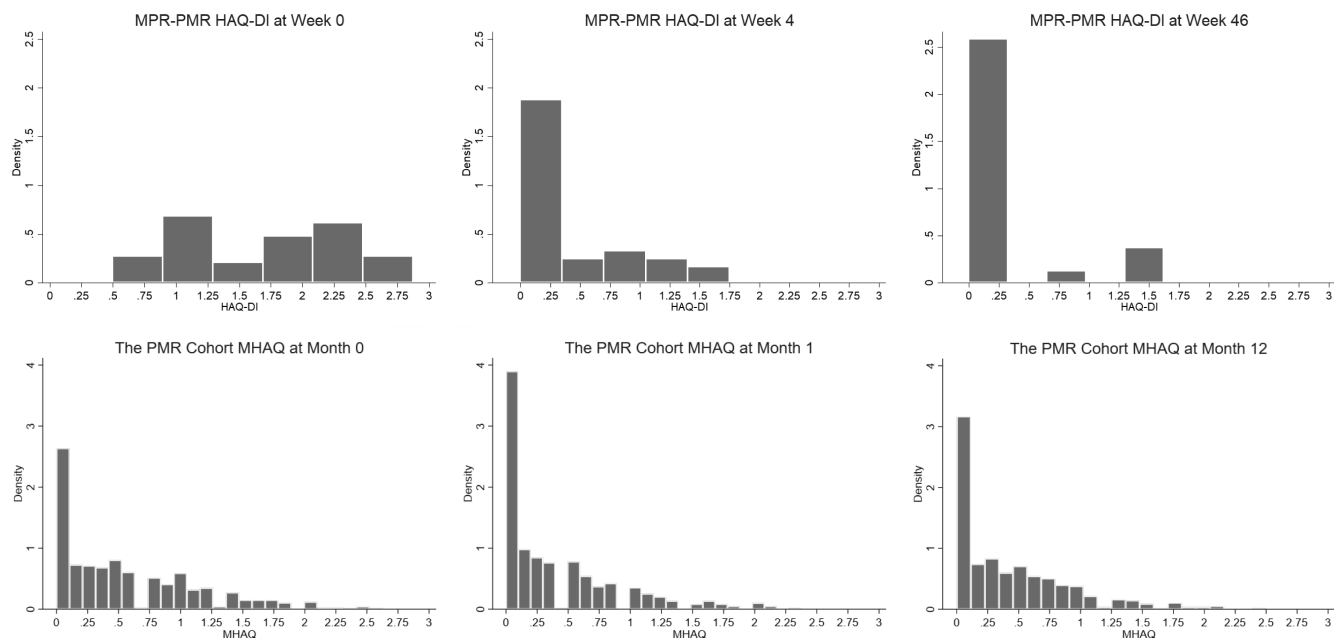 MPR-PMR HAQ-DI at Week 0
2.5
2
1.5
1
.5
0
Density
0 .25 .5 .75 1 1.25 1.5 1.75 2 2.25 2.5 2.75 3
HAQ-DI
MPR-PMR HAQ-DI at Week 4
2.5
2
1.5
1
.5
0
Density
0 .25 .5 .75 1 1.25 1.5 1.75 2 2.25 2.5 2.75 3
HAQ-DI
MPR-PMR HAQ-DI at Week 46
2.5
2
1.5
1
.5
0
Density
0 .25 .5 .75 1 1.25 1.5 1.75 2 2.25 2.5 2.75 3
HAQ-DI
The PMR Cohort MHAQ at Month 0
4
3
2
1
0
Density
0 .25 .5 .75 1 1.25 1.5 1.75 2 2.25 2.5 2.75 3
MHAQ
The PMR Cohort MHAQ at Month 1
4
3
2
1
0
Density
0 .25 .5 .75 1 1.25 1.5 1.75 2 2.25 2.5 2.75 3
MHAQ
The PMR Cohort MHAQ at Month 12
4
3
2
1
0
Density
0 .25 .5 .75 1 1.25 1.5 1.75 2 2.25 2.5 2.75 3
MHAQ